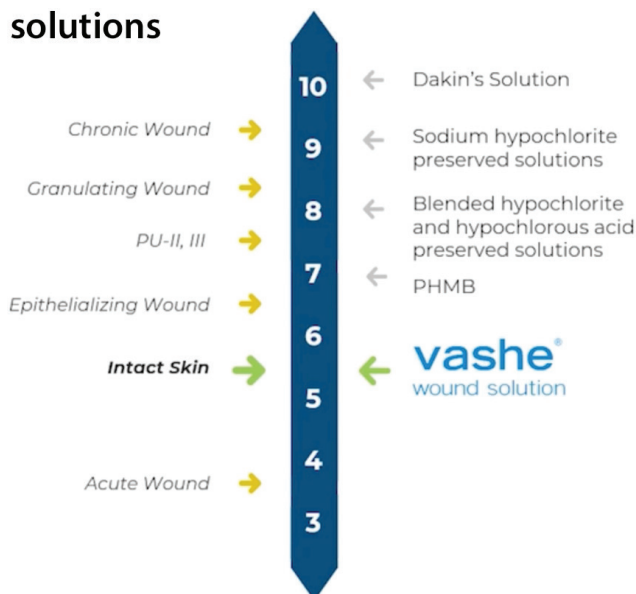 solutions
10
Dakin's Solution
Chronic Wound
9
Sodium hypochlorite
preserved solutions
Granulating Wound
8
Blended hypochlorite
and hypochlorous acid
preserved solutions
PU-II, III
7
PHMB
Epithelializing Wound
6
Intact Skin
vashe®
wound solution
5
4
Acute Wound
3